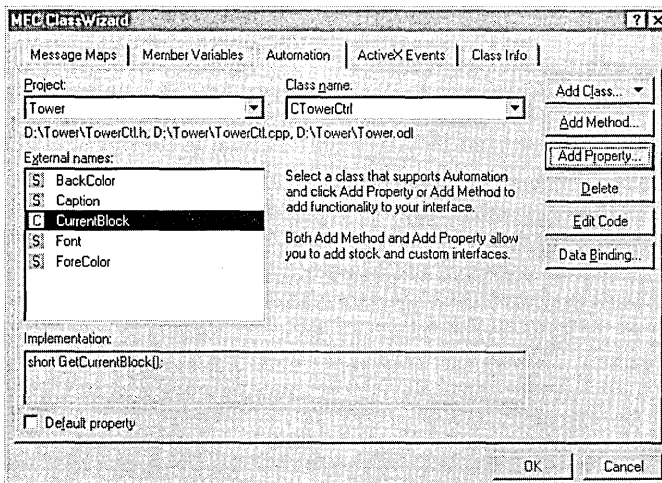 MFC ClassWizard
Message Maps Member Variables Automation ActiveX Events Class Info
Project: Class name:
Tower CTowerCtrl Add Class...
D:\Tower\TowerCtl.h, D:\Tower\TowerCtl.cpp, D:\Tower\Tower.odl Add Method...
External names: Add Property...
S BackColor
S Caption
C CurrentBlock
S Font
S ForeColor
Select a class that supports Automation
and click Add Property or Add Method to
add functionality to your interface.
Both Add Method and Add Property allow
you to add stock and custom interfaces.
Delete
Edit Code
Data Binding...
Implementation:
short GetCurrentBlock();
Default property
OK Cancel